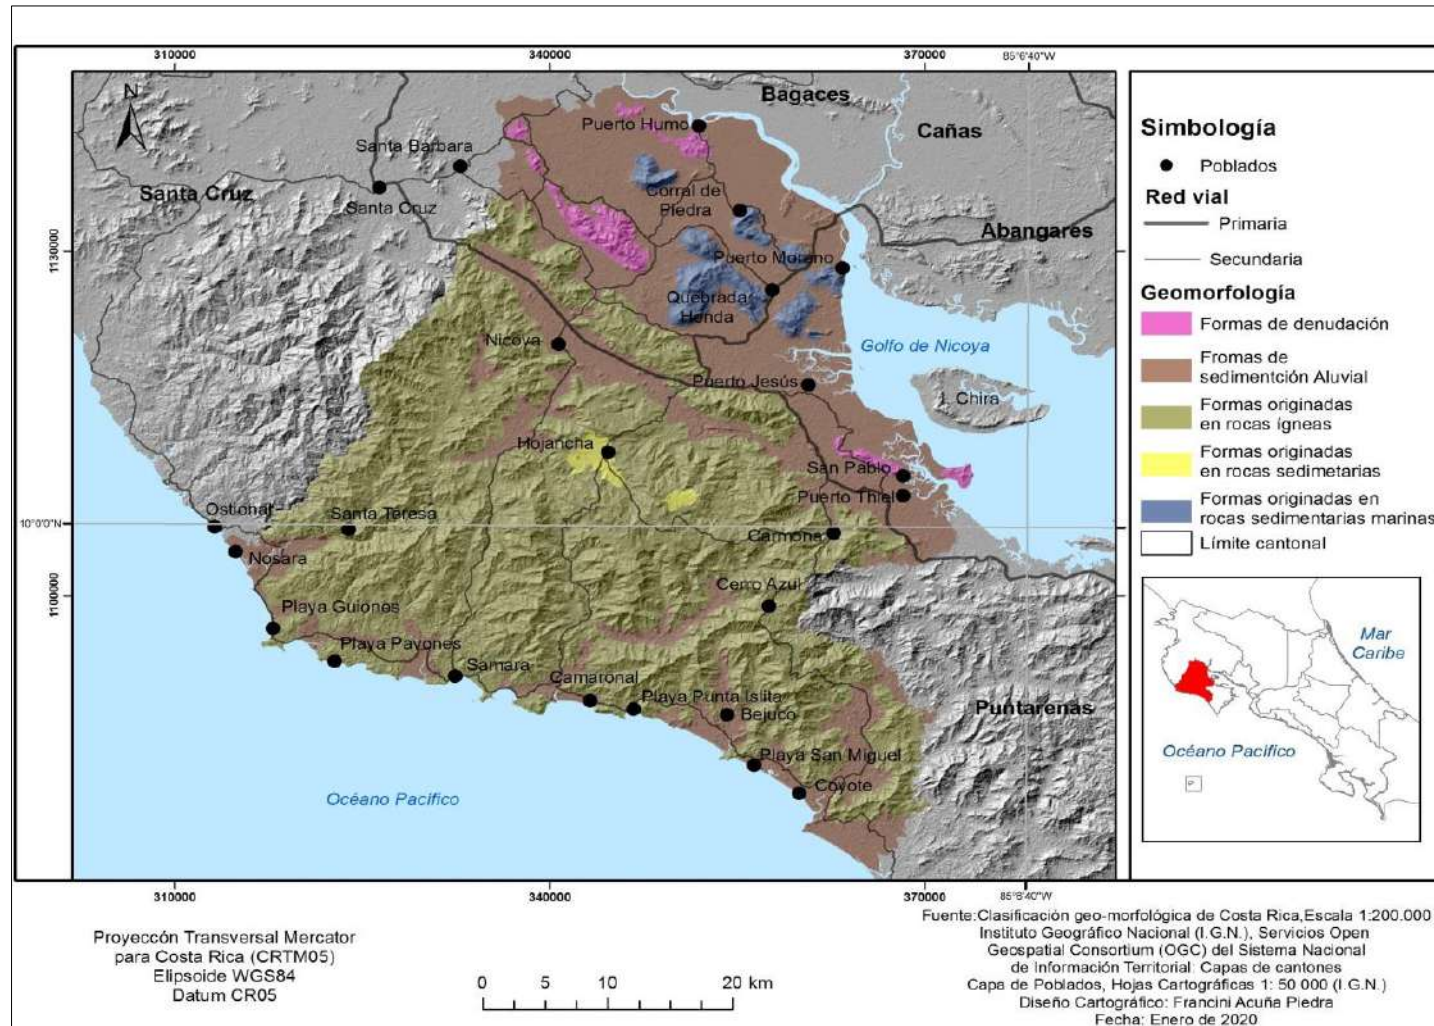 310000
340000
370000
85°6'40"W
N
Bagaces
Cañas
Puerto Humo
Santa Bárbara
Santa Cruz
Santa Cruz
Corral de
Piedra
Abangares
1130000
Puerto Moreno
Quebrada
Honda
Nicoya
Golfo de Nicoya
Puerto Jesús
I. Chira
Hojancha
San Pablo
Puerto Thiel
Ostional
Santa Teresa
10°0'0"N
Carmona
Nosara
Cerro Azul
1100000
Playa Guiones
Playa Pavones
Sámara
Camaronal
Playa Punta Islita
Bejuco
Puntarenas
Playa San Miguel
Coyote
Océano Pacífico
310000
340000
370000
85°6'40"W
Simbología
Poblados
Red vial
Primaria
Secundaria
Geomorfología
Formas de denudación
Fromas de
sedimentción Aluvial
Formas originadas
en rocas ígneas
Formas originadas
en rocas sedimetarias
Formas originadas en
rocas sedimentarias marinas
Límite cantonal
Mar
Caribe
Océano Pacifico
Proyeccón Transversal Mercator
para Costa Rica (CRTM05)
Elipsoide WGS84
Datum CR05
0 5 10 20 km
Fuente:Clasificación geo-morfológica de Costa Rica,Escala 1:200.000
Instituto Geográfico Nacional (I.G.N.), Servicios Open
Geospatial Consortium (OGC) del Sistema Nacional
de Información Territorial: Capas de cantones
Capa de Poblados, Hojas Cartográficas 1: 50 000 (I.G.N.)
Diseño Cartográfico: Francini Acuña Piedra
Fecha: Enero de 2020